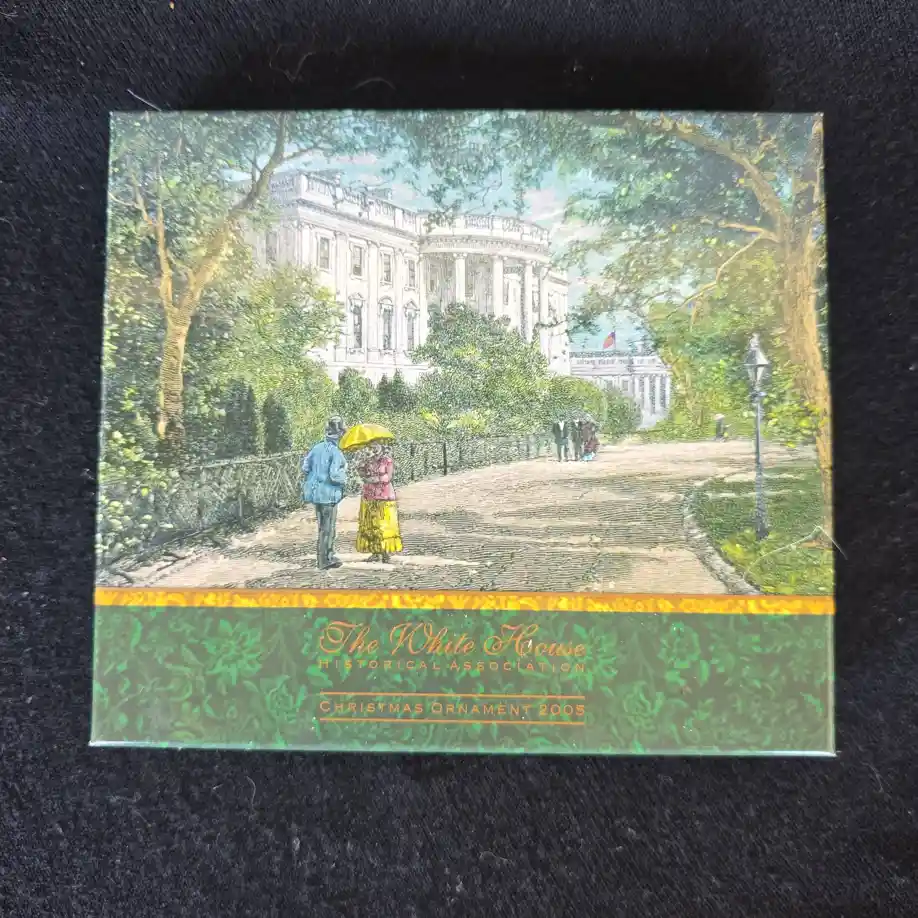 The White House
HISTORICAL ASSOCIATION
CHRISTMAS ORNAMENT 2005